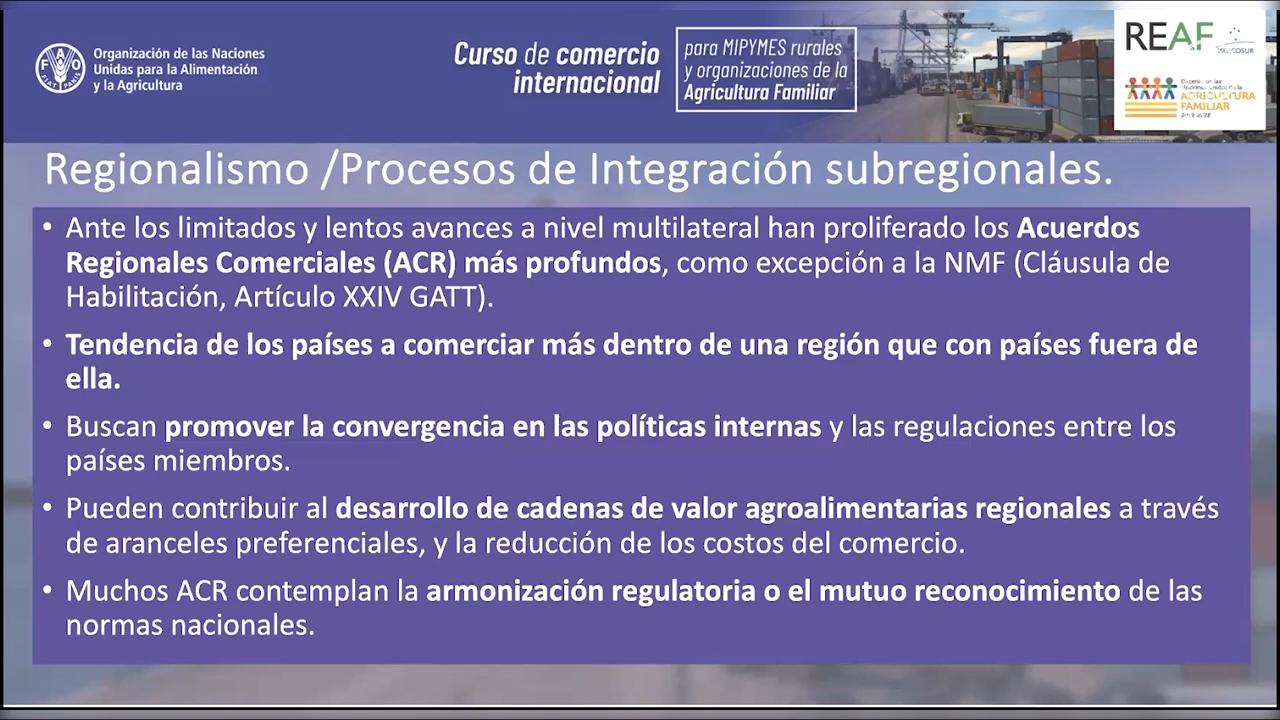 Organización de las Naciones
Unidas para la Alimentación
y la Agricultura
FAO
FIAT PANIS
Curso de comercio
internacional
para MIPYMES rurales
y organizaciones de la
Agricultura Familiar
REAF
MERCOSUR
AGRICULTURA
FAMILIAR
Regionalismo /Procesos de Integración subregionales.
• Ante los limitados y lentos avances a nivel multilateral han proliferado los Acuerdos
Regionales Comerciales (ACR) más profundos, como excepción a la NMF (Cláusula de
Habilitación, Artículo XXIV GATT).
• Tendencia de los países a comerciar más dentro de una región que con países fuera de
ella.
• Buscan promover la convergencia en las políticas internas y las regulaciones entre los
países miembros.
• Pueden contribuir al desarrollo de cadenas de valor agroalimentarias regionales a través
de aranceles preferenciales, y la reducción de los costos del comercio.
• Muchos ACR contemplan la armonización regulatoria o el mutuo reconocimiento de las
normas nacionales.